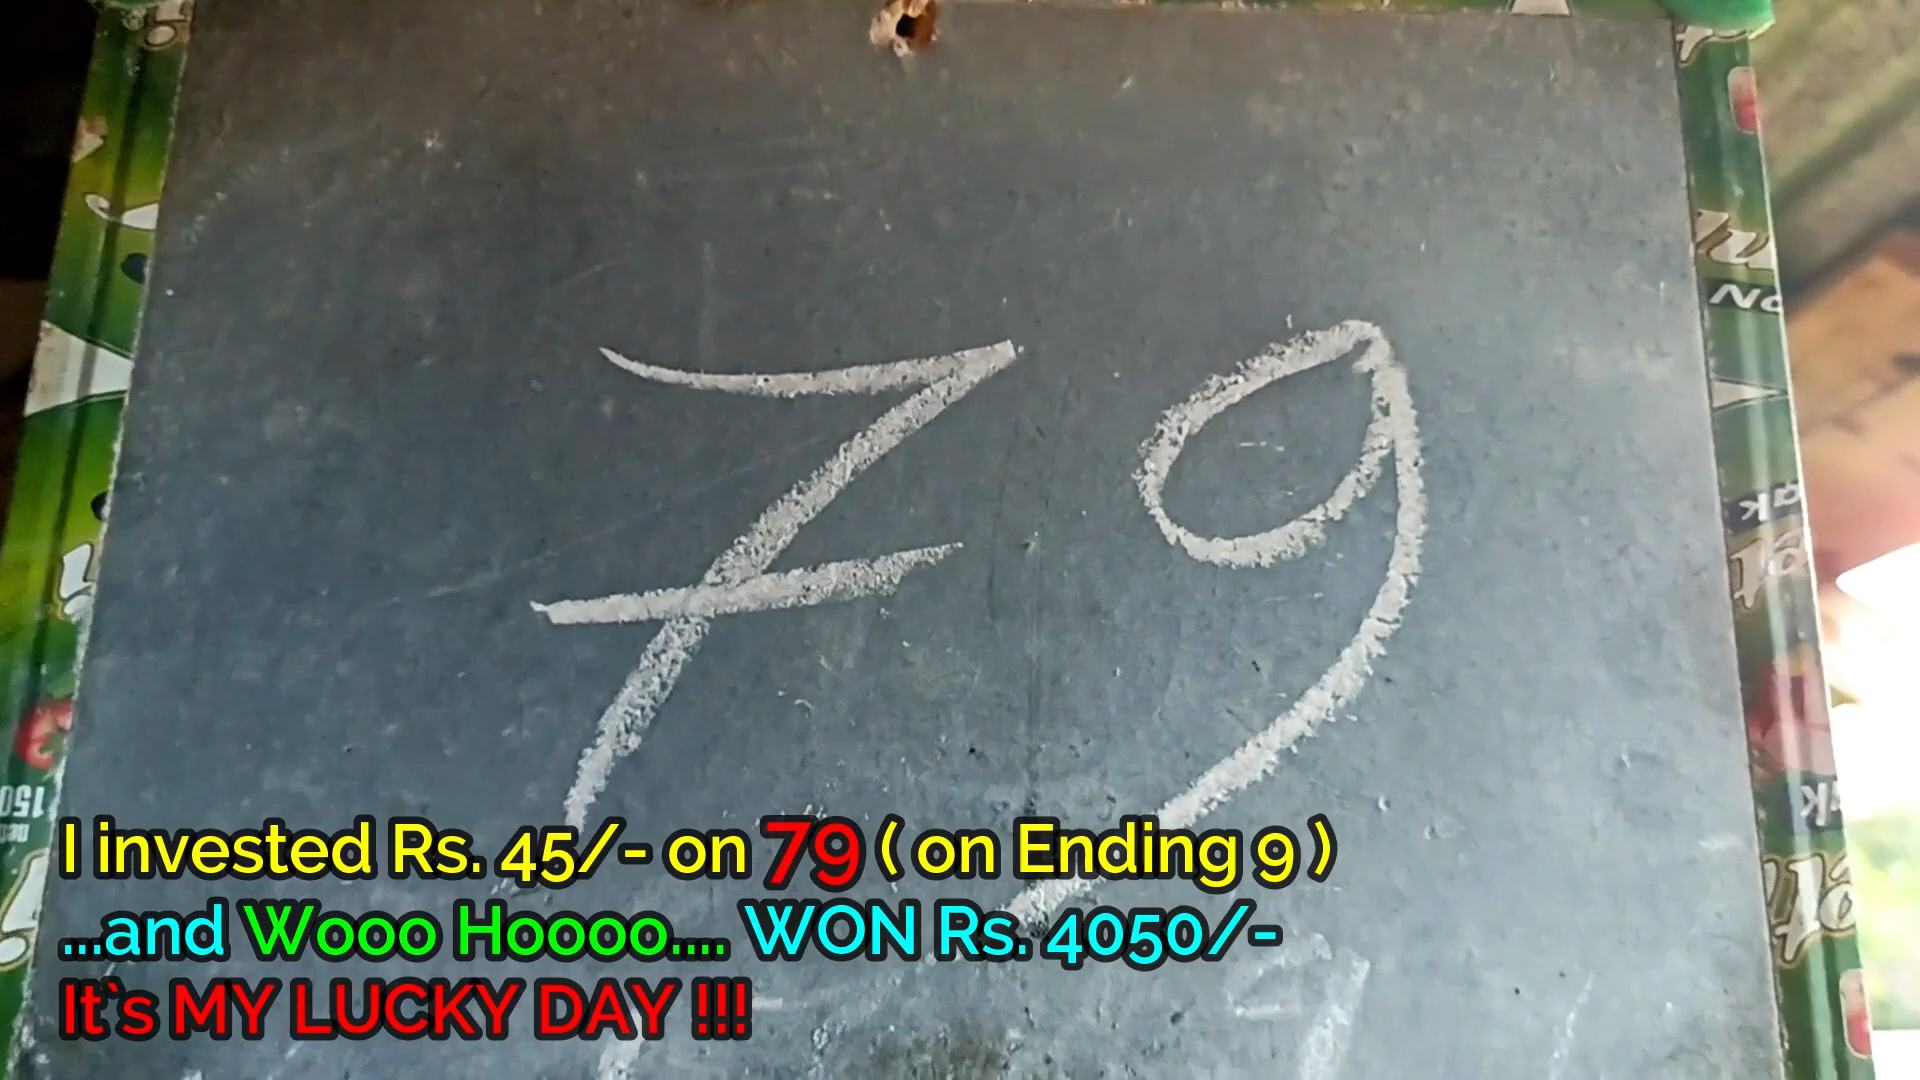 79
I invested Rs. 45/- on 79 ( on Ending 9 )
...and Wooo Hoooo.... WON Rs. 4050/-
It`s MY LUCKY DAY !!!